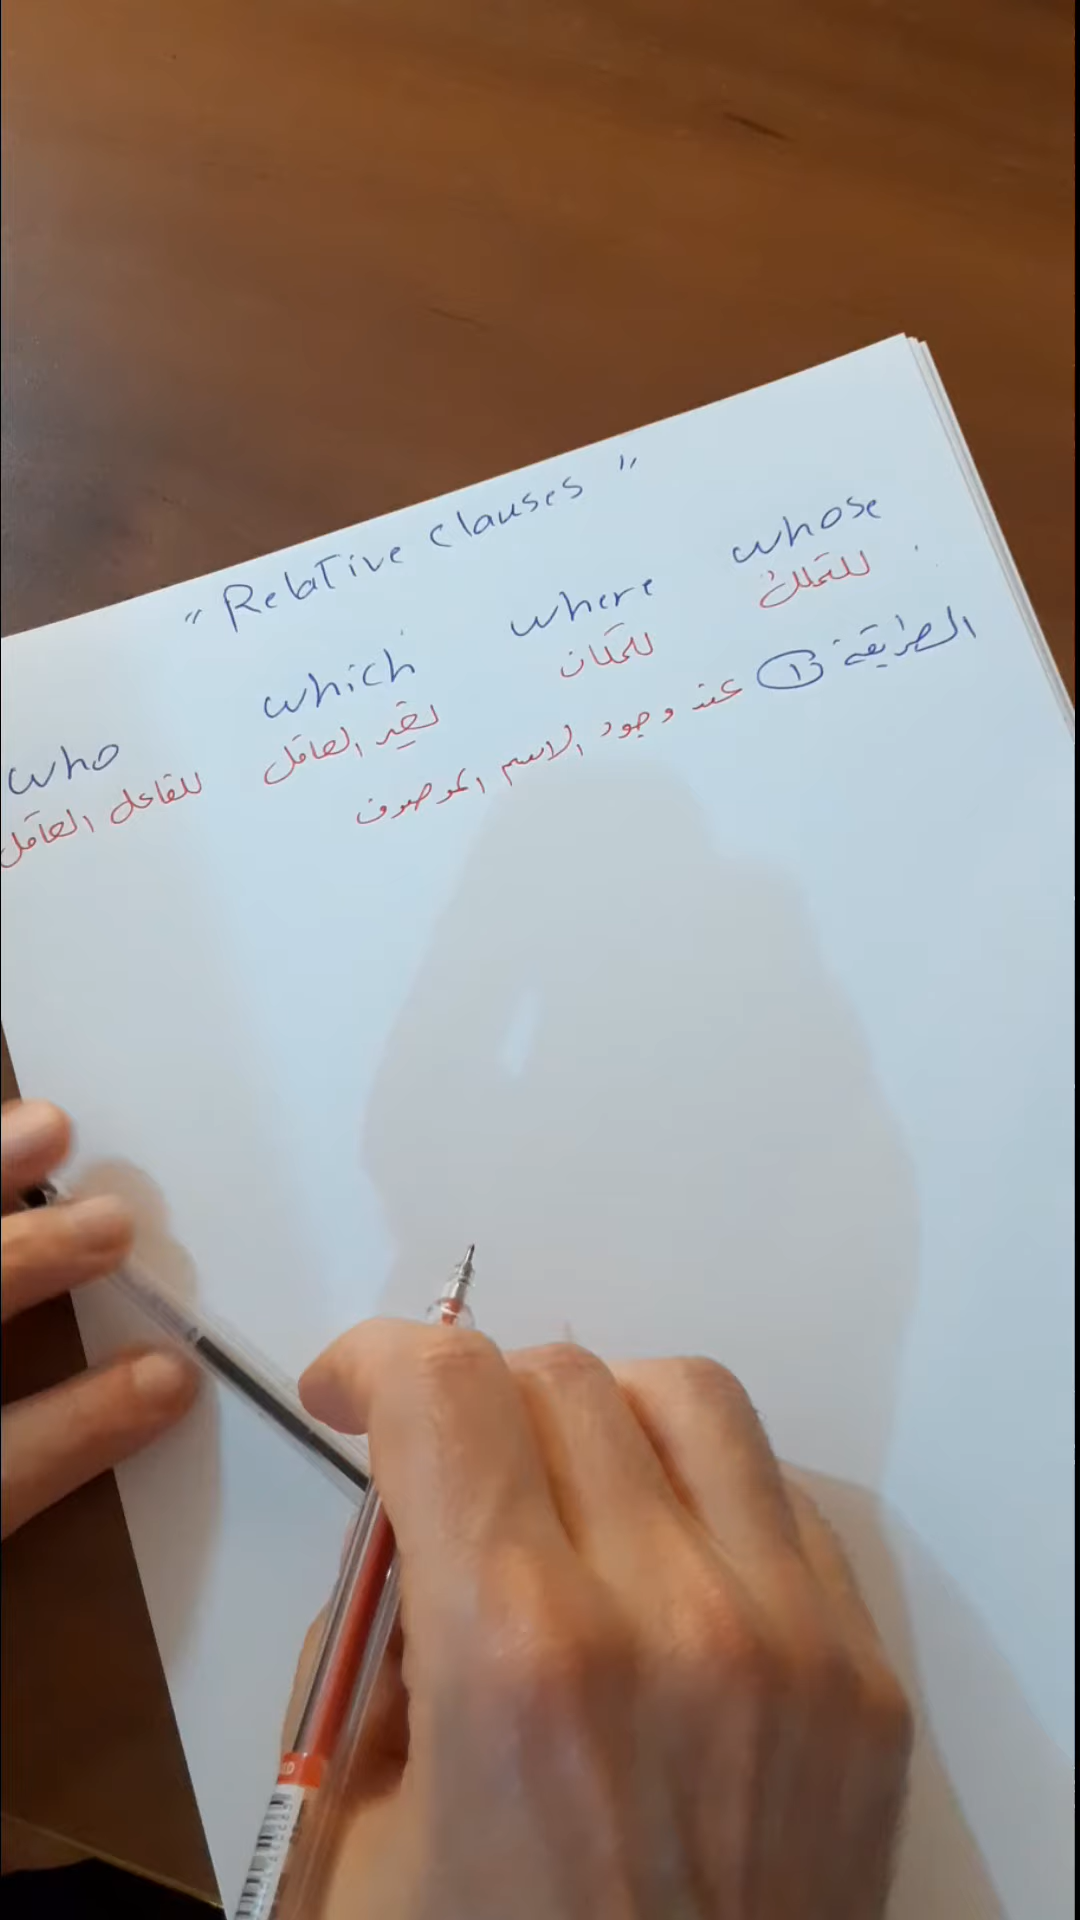 " Relative clauses "
who which where whose
للفاعل العاقل لغير العاقل للمكان للتملك
الطريقة ① عند وجود الاسم الموصوف